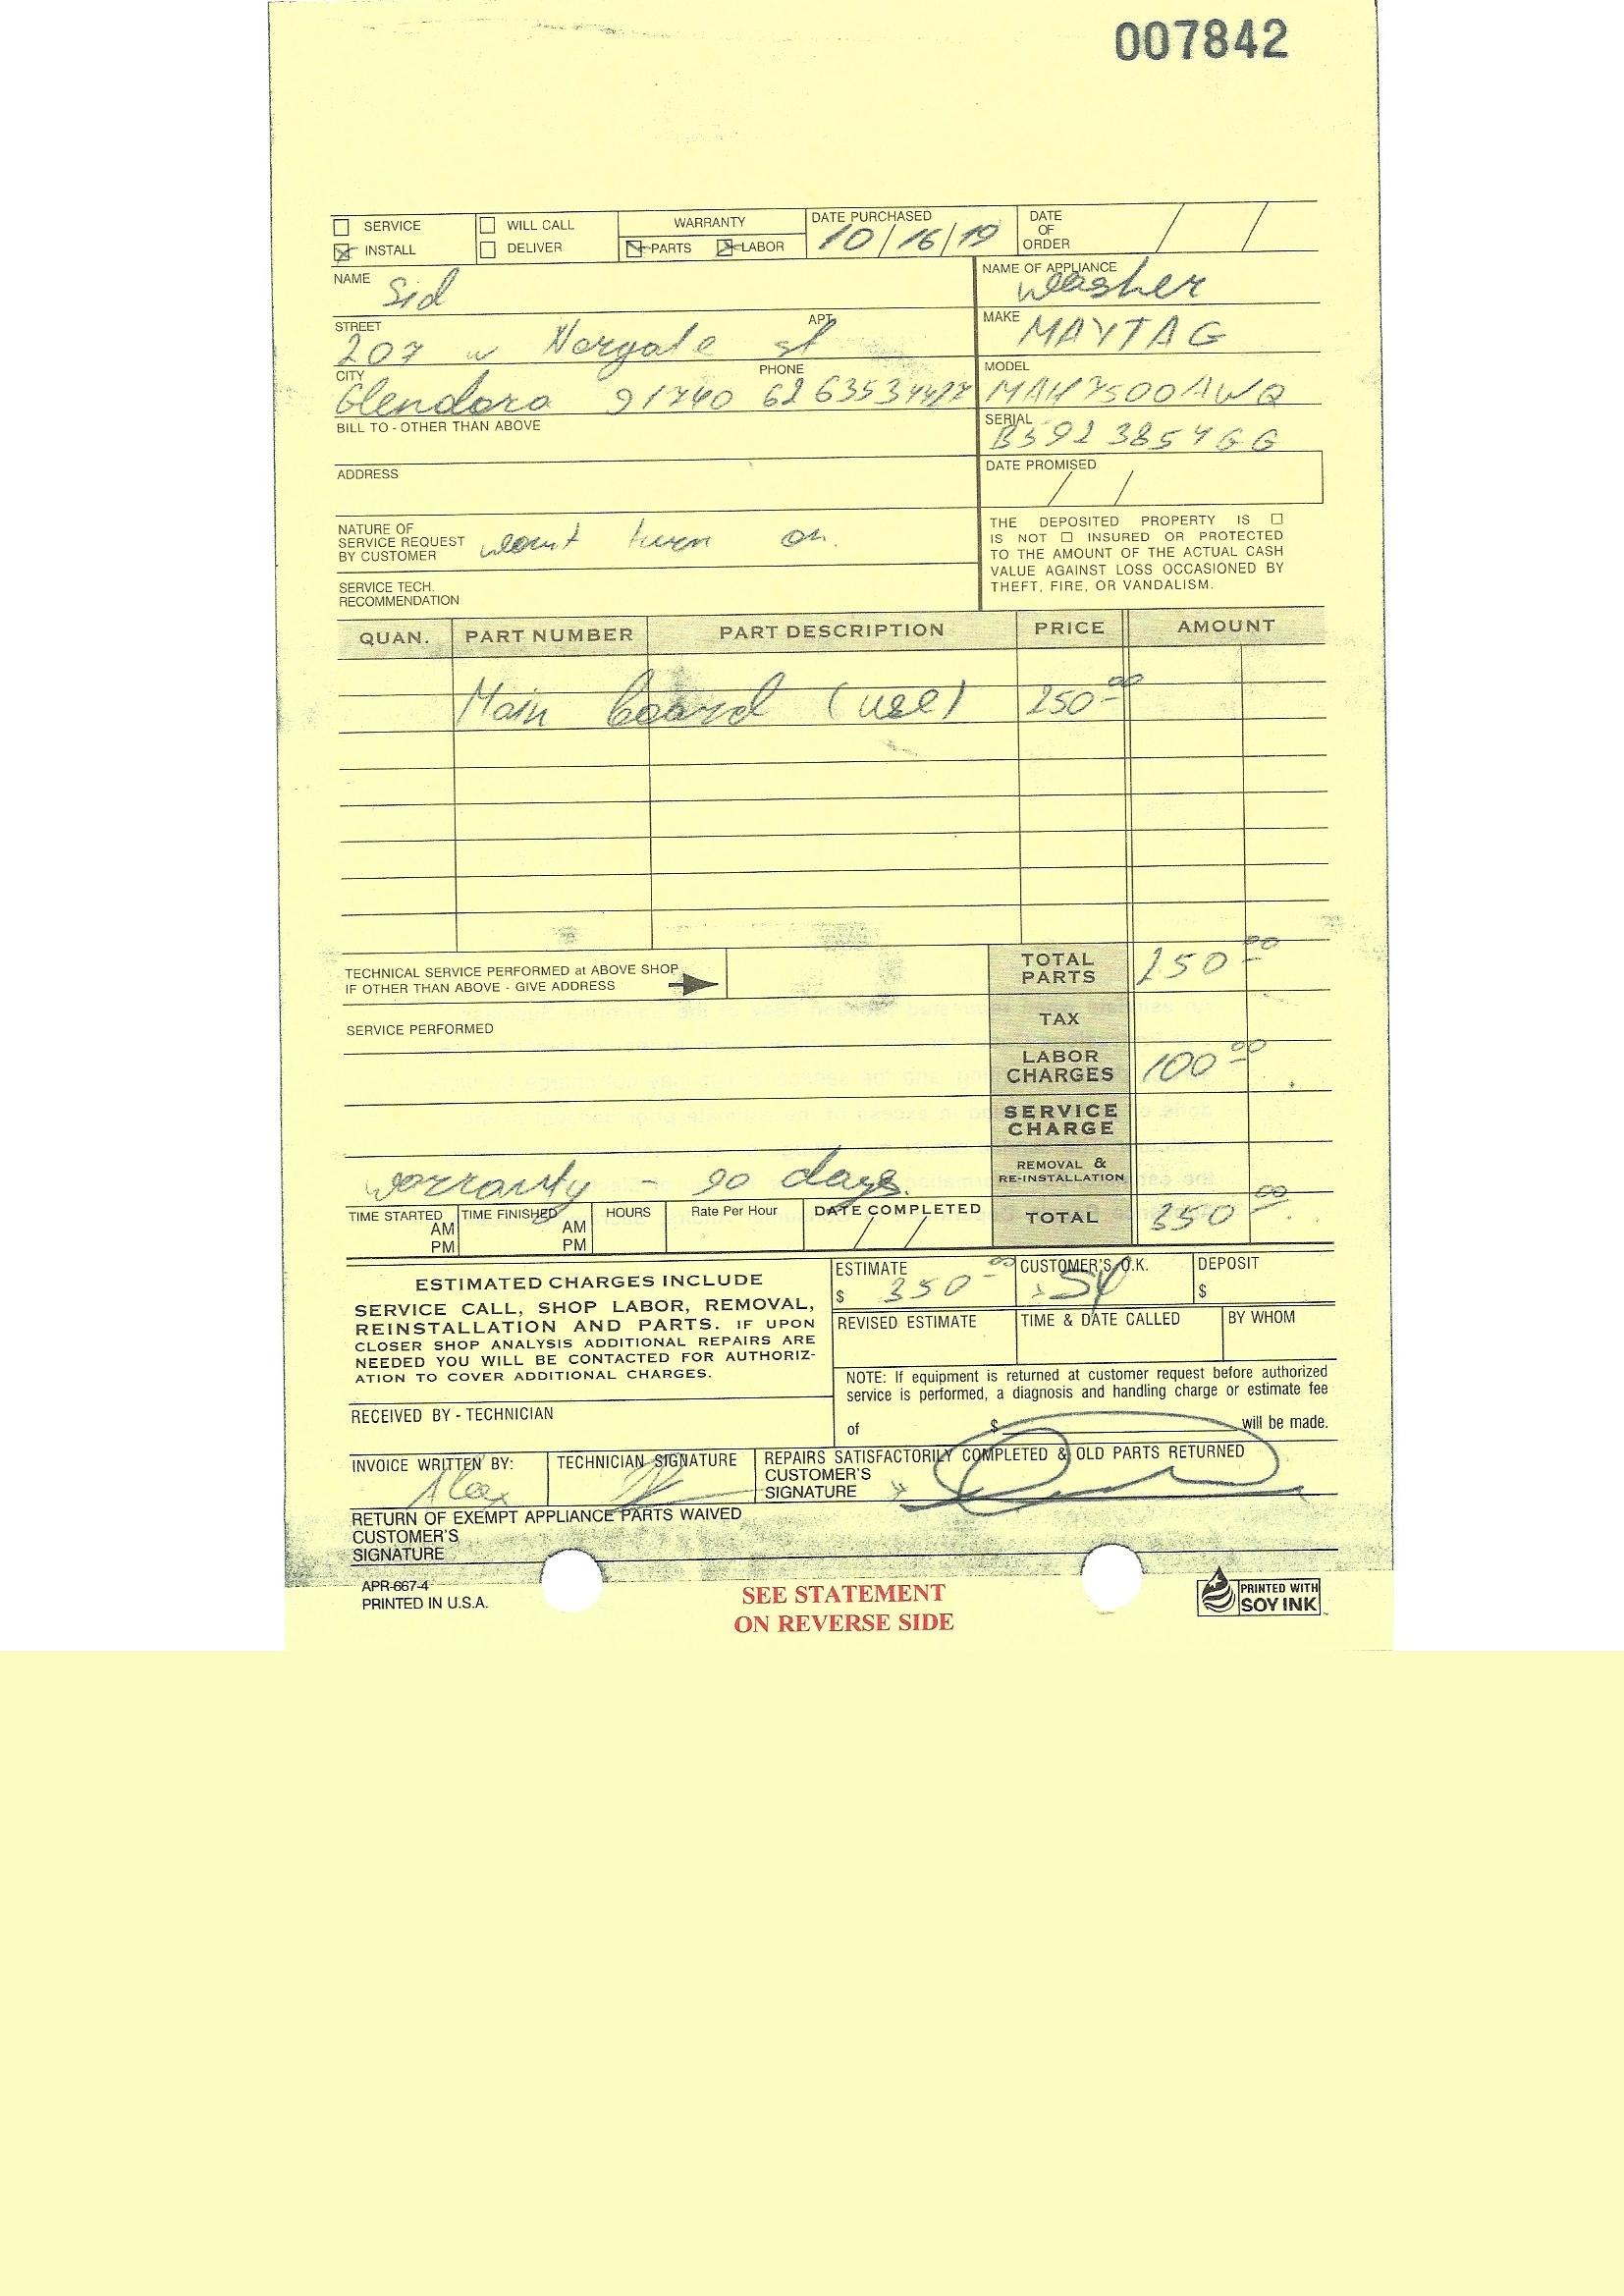 007842
SERVICE WILL CALL WARRANTY DATE PURCHASED 10/16/19 DATE OF ORDER / /
INSTALL DELIVER PARTS LABOR
NAME Sid NAME OF APPLIANCE washer
STREET 207 w Norgate st APT. MAKE MAYTAG
CITY Glendora 91740 PHONE MODEL MAH7500AWQ
BILL TO - OTHER THAN ABOVE SERIAL
ADDRESS DATE PROMISED / /
NATURE OF SERVICE REQUEST BY CUSTOMER wont turn on.
SERVICE TECH. RECOMMENDATION
THE DEPOSITED PROPERTY IS
IS NOT INSURED OR PROTECTED
TO THE AMOUNT OF THE ACTUAL CASH
VALUE AGAINST LOSS OCCASIONED BY
THEFT, FIRE, OR VANDALISM.
QUAN. PART NUMBER PART DESCRIPTION PRICE AMOUNT
Main board (use) 250.00
TECHNICAL SERVICE PERFORMED at ABOVE SHOP
IF OTHER THAN ABOVE - GIVE ADDRESS
TOTAL PARTS 250.00
SERVICE PERFORMED
TAX
LABOR CHARGES 100.00
SERVICE CHARGE
warranty - 90 days.
REMOVAL & RE-INSTALLATION
TIME STARTED AM PM TIME FINISHED AM PM HOURS Rate Per Hour DATE COMPLETED / / TOTAL 350.00
ESTIMATED CHARGES INCLUDE
SERVICE CALL, SHOP LABOR, REMOVAL,
REINSTALLATION AND PARTS. IF UPON
CLOSER SHOP ANALYSIS ADDITIONAL REPAIRS ARE
NEEDED YOU WILL BE CONTACTED FOR AUTHORIZ-
ATION TO COVER ADDITIONAL CHARGES.
ESTIMATE $ 350.00 CUSTOMER'S O.K. DEPOSIT $
REVISED ESTIMATE TIME & DATE CALLED BY WHOM
NOTE: If equipment is returned at customer request before authorized
service is performed, a diagnosis and handling charge or estimate fee
of $ will be made.
RECEIVED BY - TECHNICIAN
INVOICE WRITTEN BY: Alex TECHNICIAN SIGNATURE REPAIRS SATISFACTORILY COMPLETED & OLD PARTS RETURNED
CUSTOMER'S
SIGNATURE
RETURN OF EXEMPT APPLIANCE PARTS WAIVED
CUSTOMER'S
SIGNATURE
APR-667-4
PRINTED IN U.S.A.
SEE STATEMENT
ON REVERSE SIDE
PRINTED WITH
SOY INK